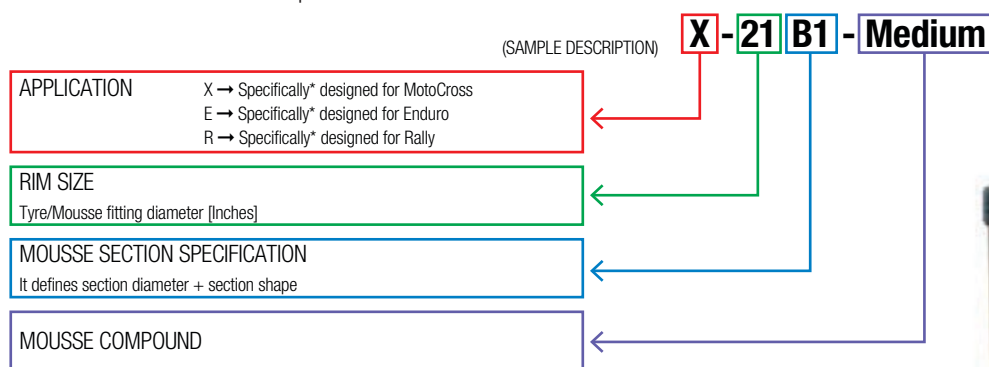 (SAMPLE DESCRIPTION) X - 21 B1 - Medium
APPLICATION
X → Specifically* designed for MotoCross
E → Specifically* designed for Enduro
R → Specifically* designed for Rally
RIM SIZE
Tyre/Mousse fitting diameter [Inches]
MOUSSE SECTION SPECIFICATION
It defines section diameter + section shape
MOUSSE COMPOUND